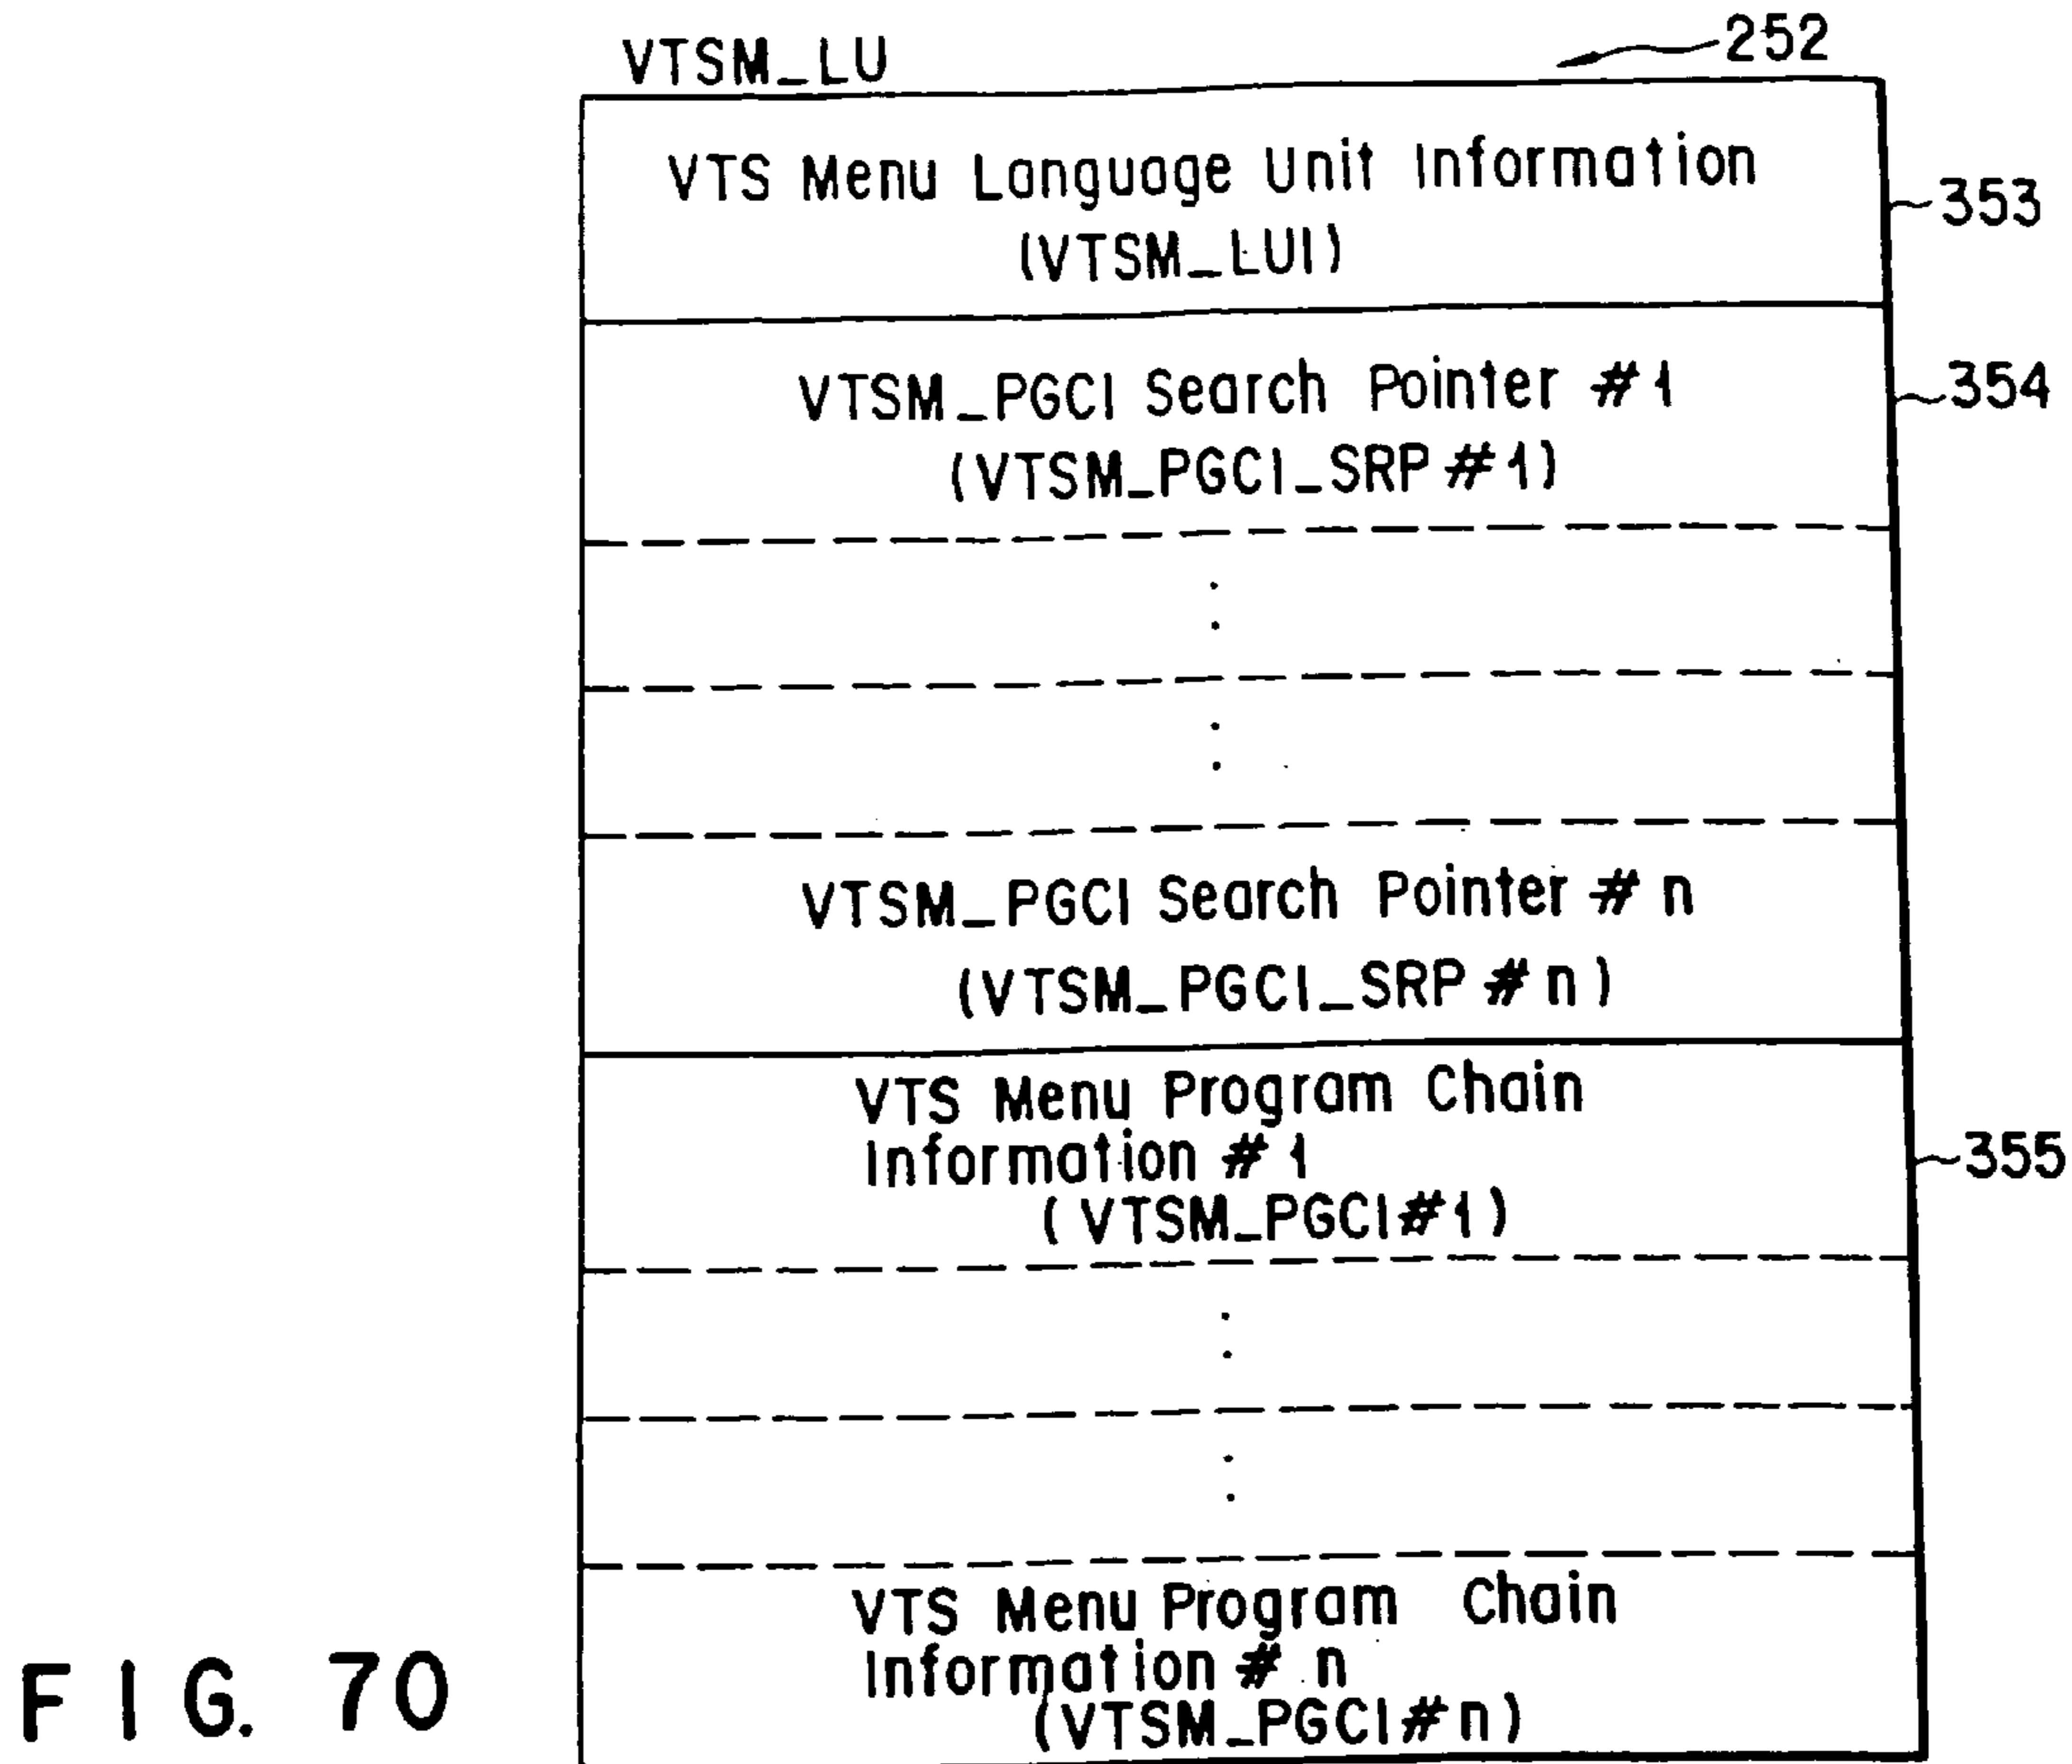 VTSM_LU
252
VTS Menu Language Unit Information
(VTSM_LUI)
353
VTSM_PGCI Search Pointer #1
(VTSM_PGCI_SRP #1)
354
VTSM_PGCI Search Pointer # n
(VTSM_PGCI_SRP # n)
VTS Menu Program Chain
Information #1
(VTSM_PGCI#1)
355
VTS Menu Program Chain
Information # n
(VTSM_PGCI# n)
FIG. 70